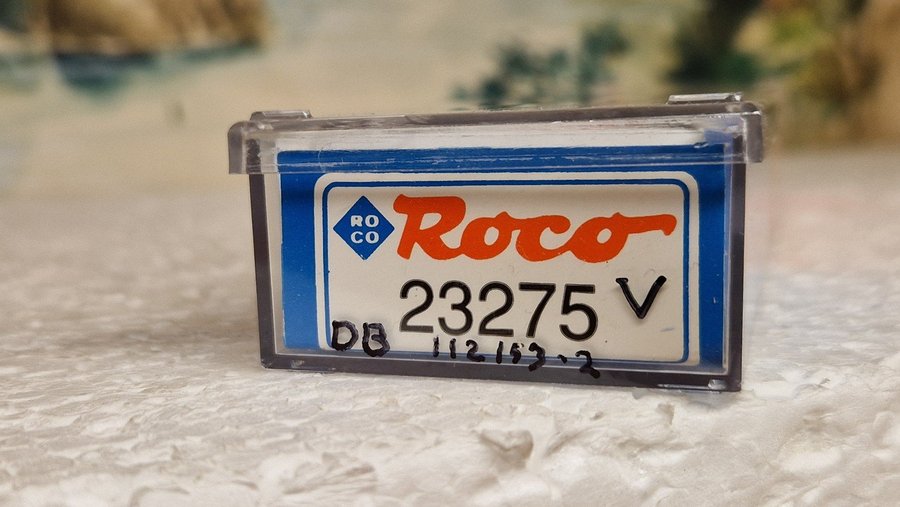 RO
CO
Roco
23275 V
DB 112 153-2